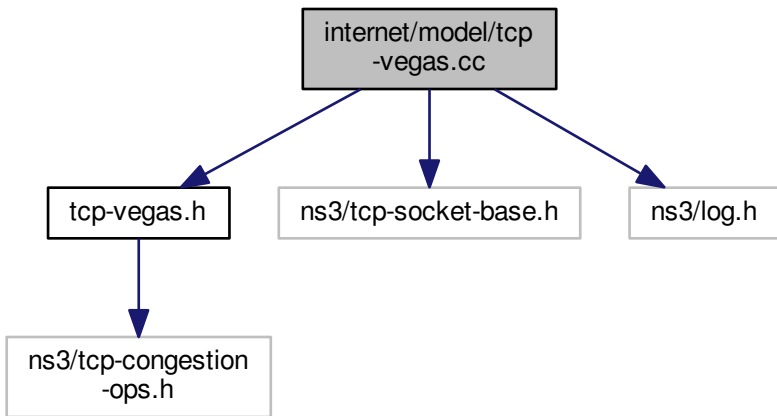 internet/model/tcp
-vegas.cc
tcp-vegas.h
ns3/tcp-socket-base.h
ns3/log.h
ns3/tcp-congestion
-ops.h